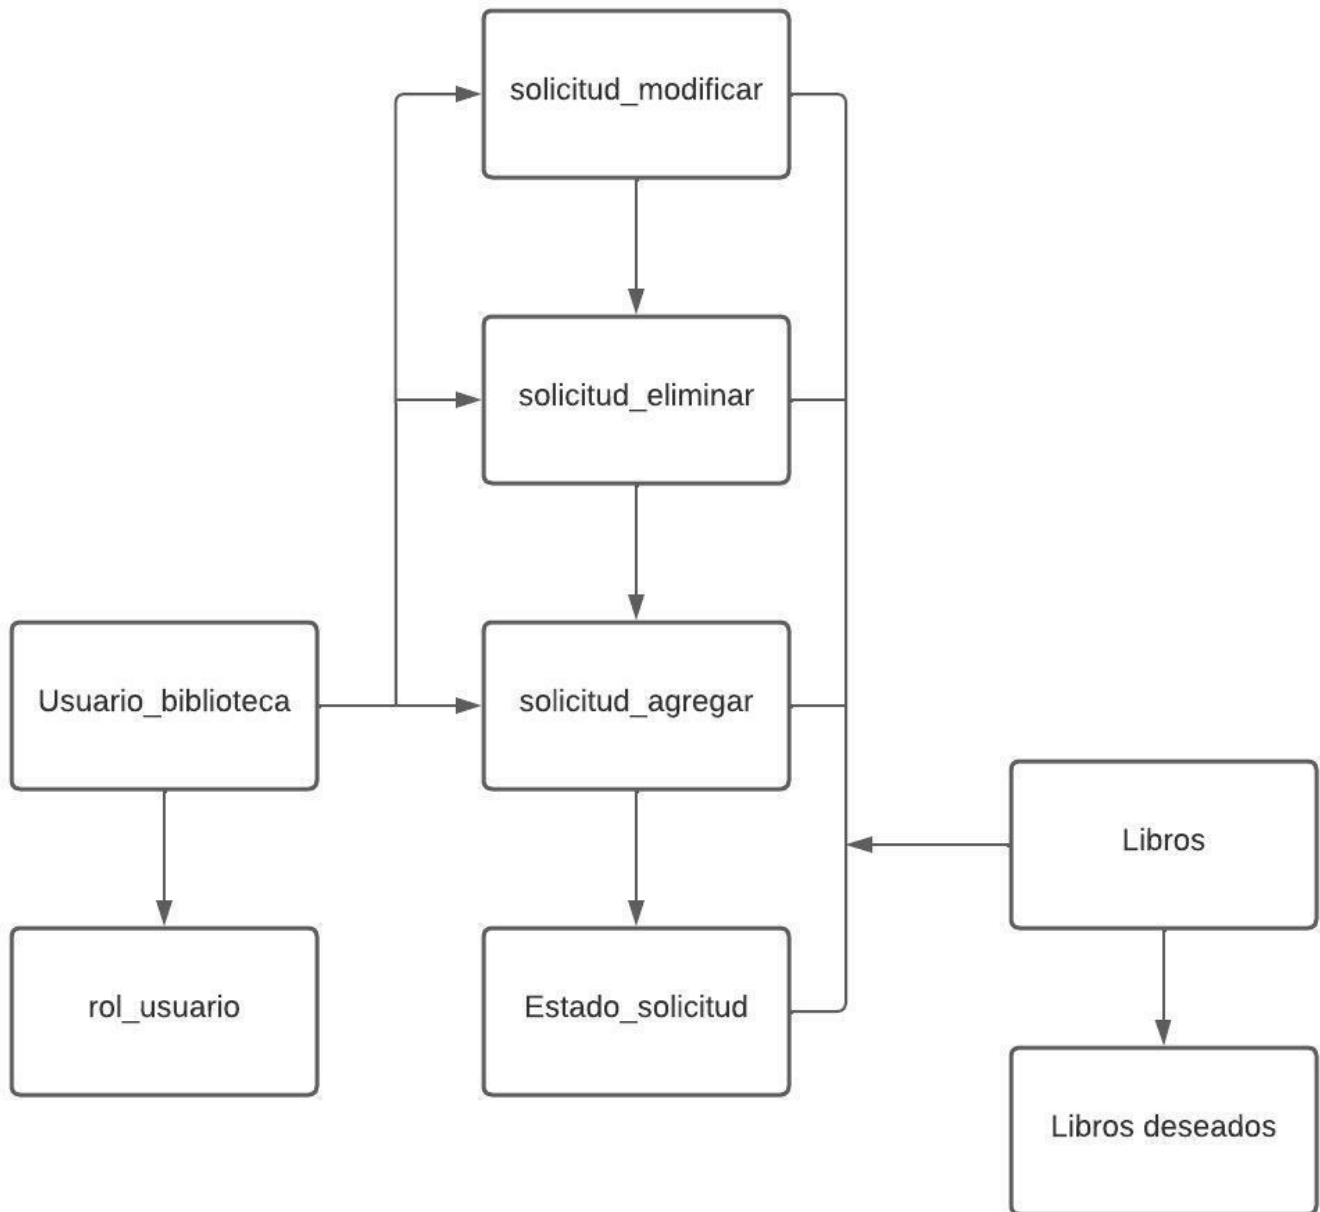 solicitud_modificar
solicitud_eliminar
Usuario_biblioteca
solicitud_agregar
Libros
rol_usuario
Estado_solicitud
Libros deseados